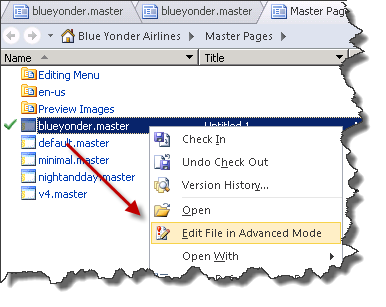 blueyonder.master
blueyonder.master
Master Pag
Blue Yonder Airlines
Master Pages
Name
Title
Editing Menu
en-us
Preview Images
blueyonder.master
Untitled 1
default.master
minimal.master
nightandday.master
v4.master
Check In
Undo Check Out
Version History...
Open
Edit File in Advanced Mode
Open With